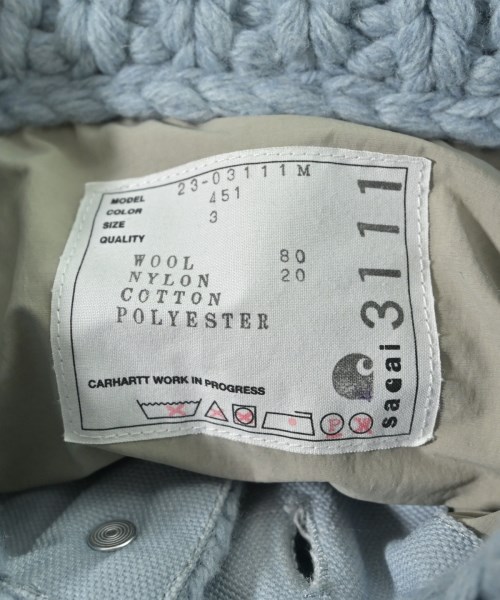 MODEL 23-03111M
COLOR 451
SIZE 3
QUALITY
WOOL 80
NYLON 20
COTTON
POLYESTER
CARHARTT WORK IN PROGRESS
P W
sacai 3111